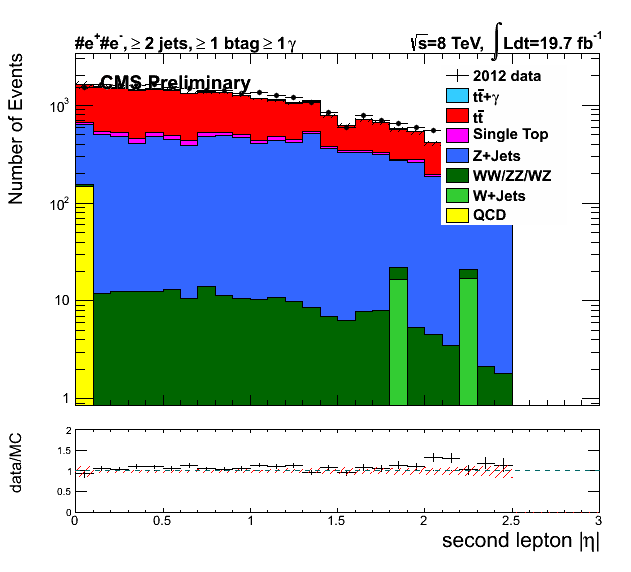 #e⁺#e⁻, ≥ 2 jets, ≥ 1 btag ≥ 1γ
√s=8 TeV, ∫Ldt=19.7 fb⁻¹
CMS Preliminary
2012 data
tt̄+γ
tt̄
Single Top
Z+Jets
WW/ZZ/WZ
W+Jets
QCD
Number of Events
10³
10²
10
1
data/MC
2
1.5
1
0.5
0
0 0.5 1 1.5 2 2.5 3
second lepton |η|